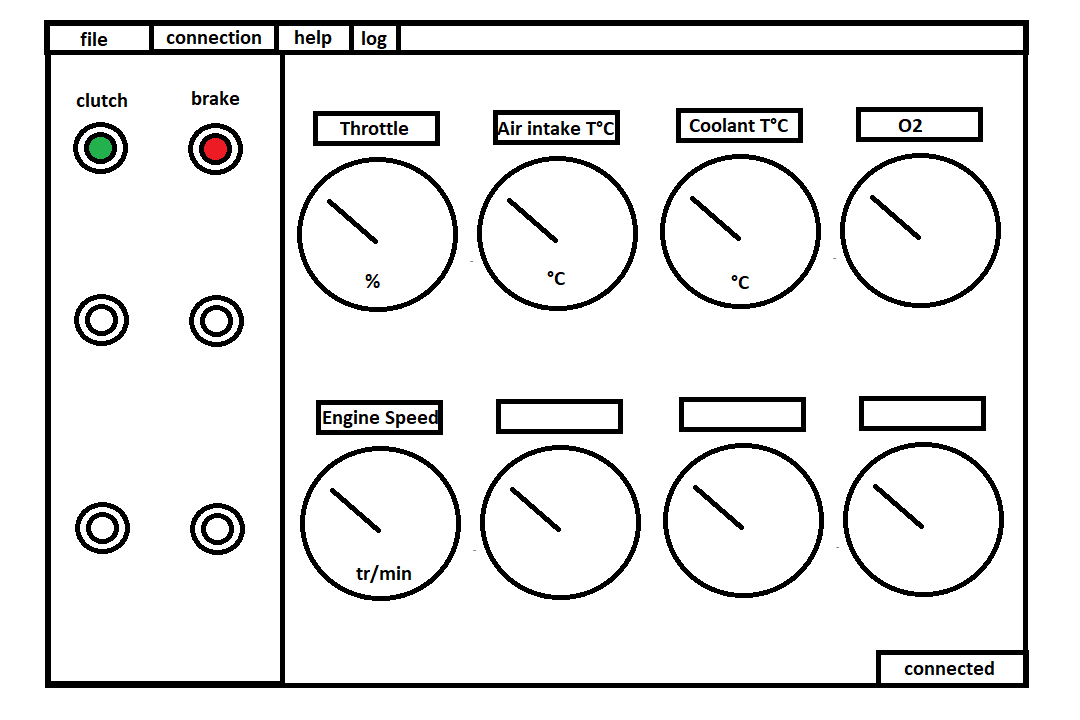 file
connection
help
log
clutch
brake
Throttle
Air intake T°C
Coolant T°C
O2
%
°C
°C
Engine Speed
tr/min
connected